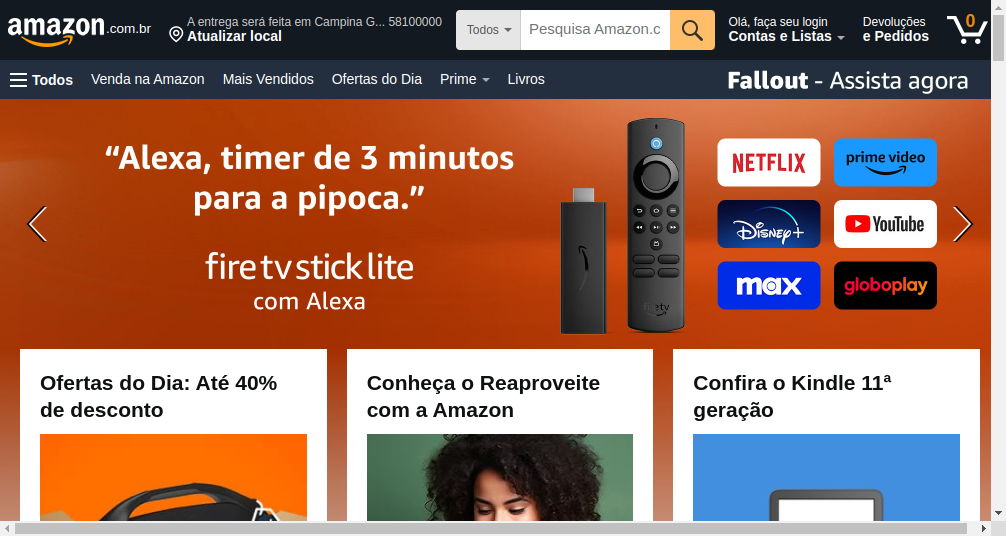 amazon.com.br
A entrega será feita em Campina G... 58100000
Atualizar local
Todos
Pesquisa Amazon.c
Olá, faça seu login
Contas e Listas
Devoluções
e Pedidos
0
Todos
Venda na Amazon
Mais Vendidos
Ofertas do Dia
Prime
Livros
Fallout - Assista agora
“Alexa, timer de 3 minutos
para a pipoca.”
fire tv stick lite
com Alexa
NETFLIX
prime video
Disney+
YouTube
max
globoplay
fire tv
Ofertas do Dia: Até 40%
de desconto
Conheça o Reaproveite
com a Amazon
Confira o Kindle 11ª
geração